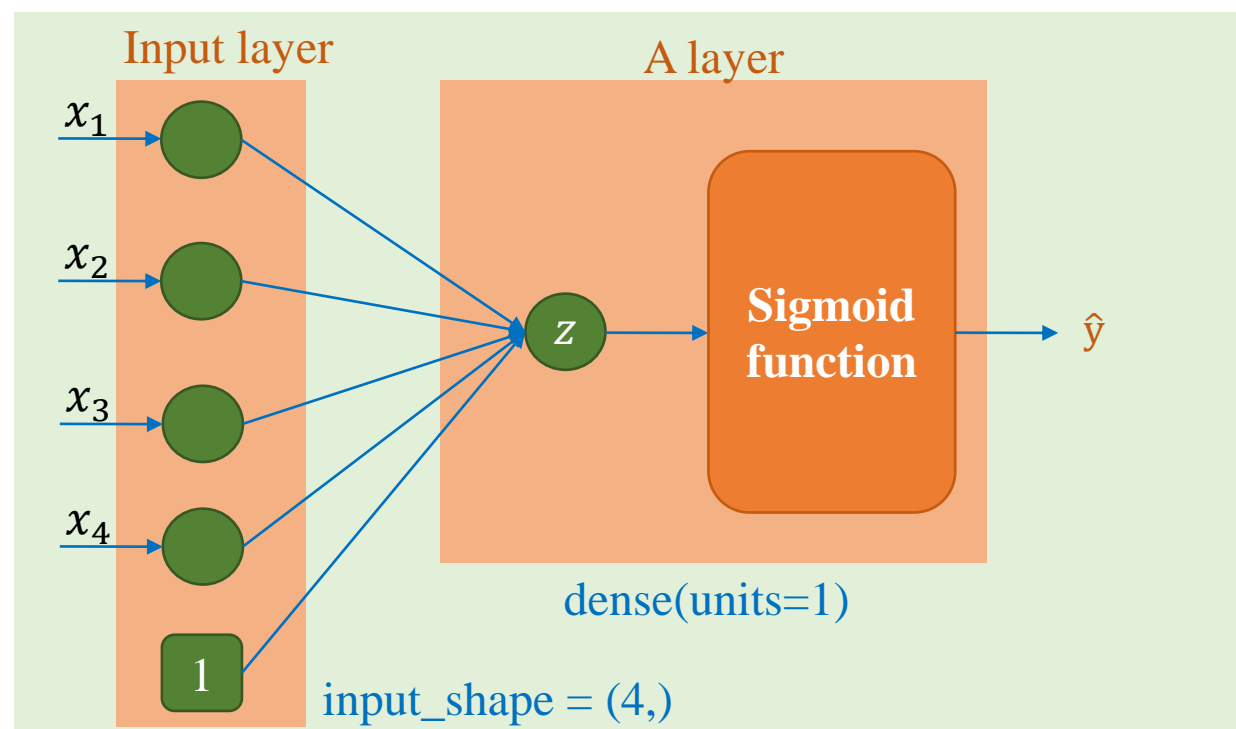 Input layer
A layer
x₁
x₂
x₃
x₄
1
z
Sigmoid
function
ŷ
dense(units=1)
input_shape = (4,)